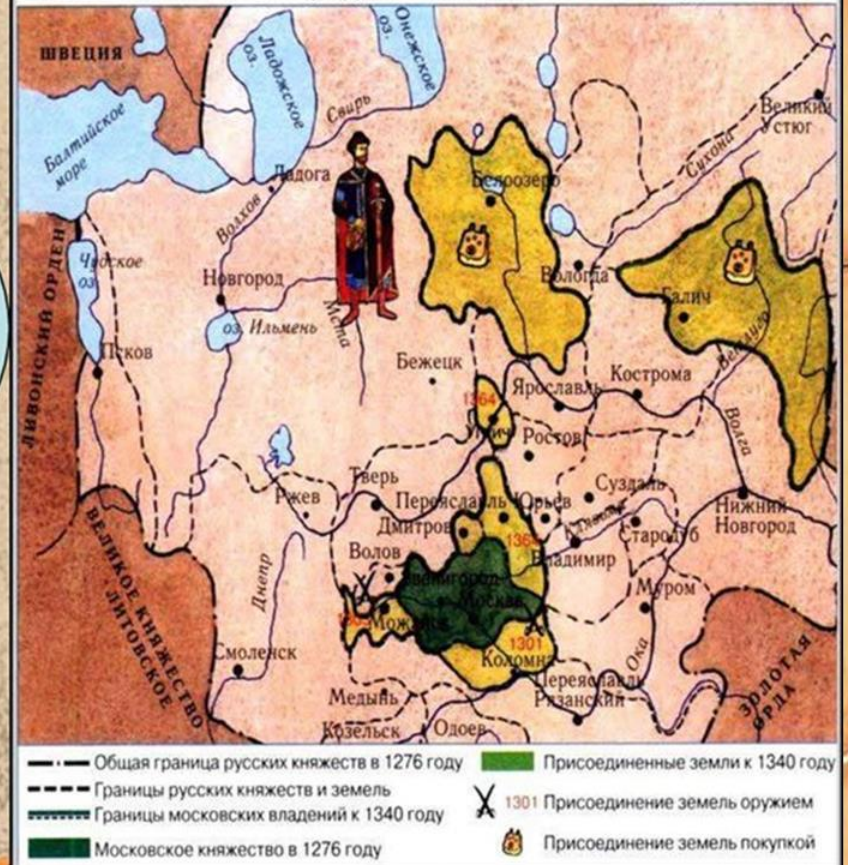 ШВЕЦИЯ
Ладожское
оз.
Онежское
оз.
Свирь
Балтийское
море
Ладога
Волхов
Белоозеро
Великий
Устюг
Сухона
ЛИВОНСКИЙ ОРДЕН
Чудское
оз.
Новгород
оз. Ильмень
Мста
Вологда
Галич
Ветлуга
Псков
Бежецк
Ярославль
Кострома
1364
Углич
Ростов
Волга
Тверь
Ржев
Переяславль
Юрьев
Суздаль
Дмитров
Клязьма
Стародуб
Нижний
Новгород
Волов
Владимир
ВЕЛИКОЕ КНЯЖЕСТВО
ЛИТОВСКОЕ
Днепр
Звенигород
Москва
Можайск
Муром
1301
Коломна
Ока
Смоленск
Переяславль
Рязанский
ЗОЛОТАЯ
ОРДА
Медынь
Козельск
Одоев
Общая граница русских княжеств в 1276 году
Границы русских княжеств и земель
Границы московских владений к 1340 году
Московское княжество в 1276 году
Присоединенные земли к 1340 году
1301 Присоединение земель оружием
Присоединение земель покупкой